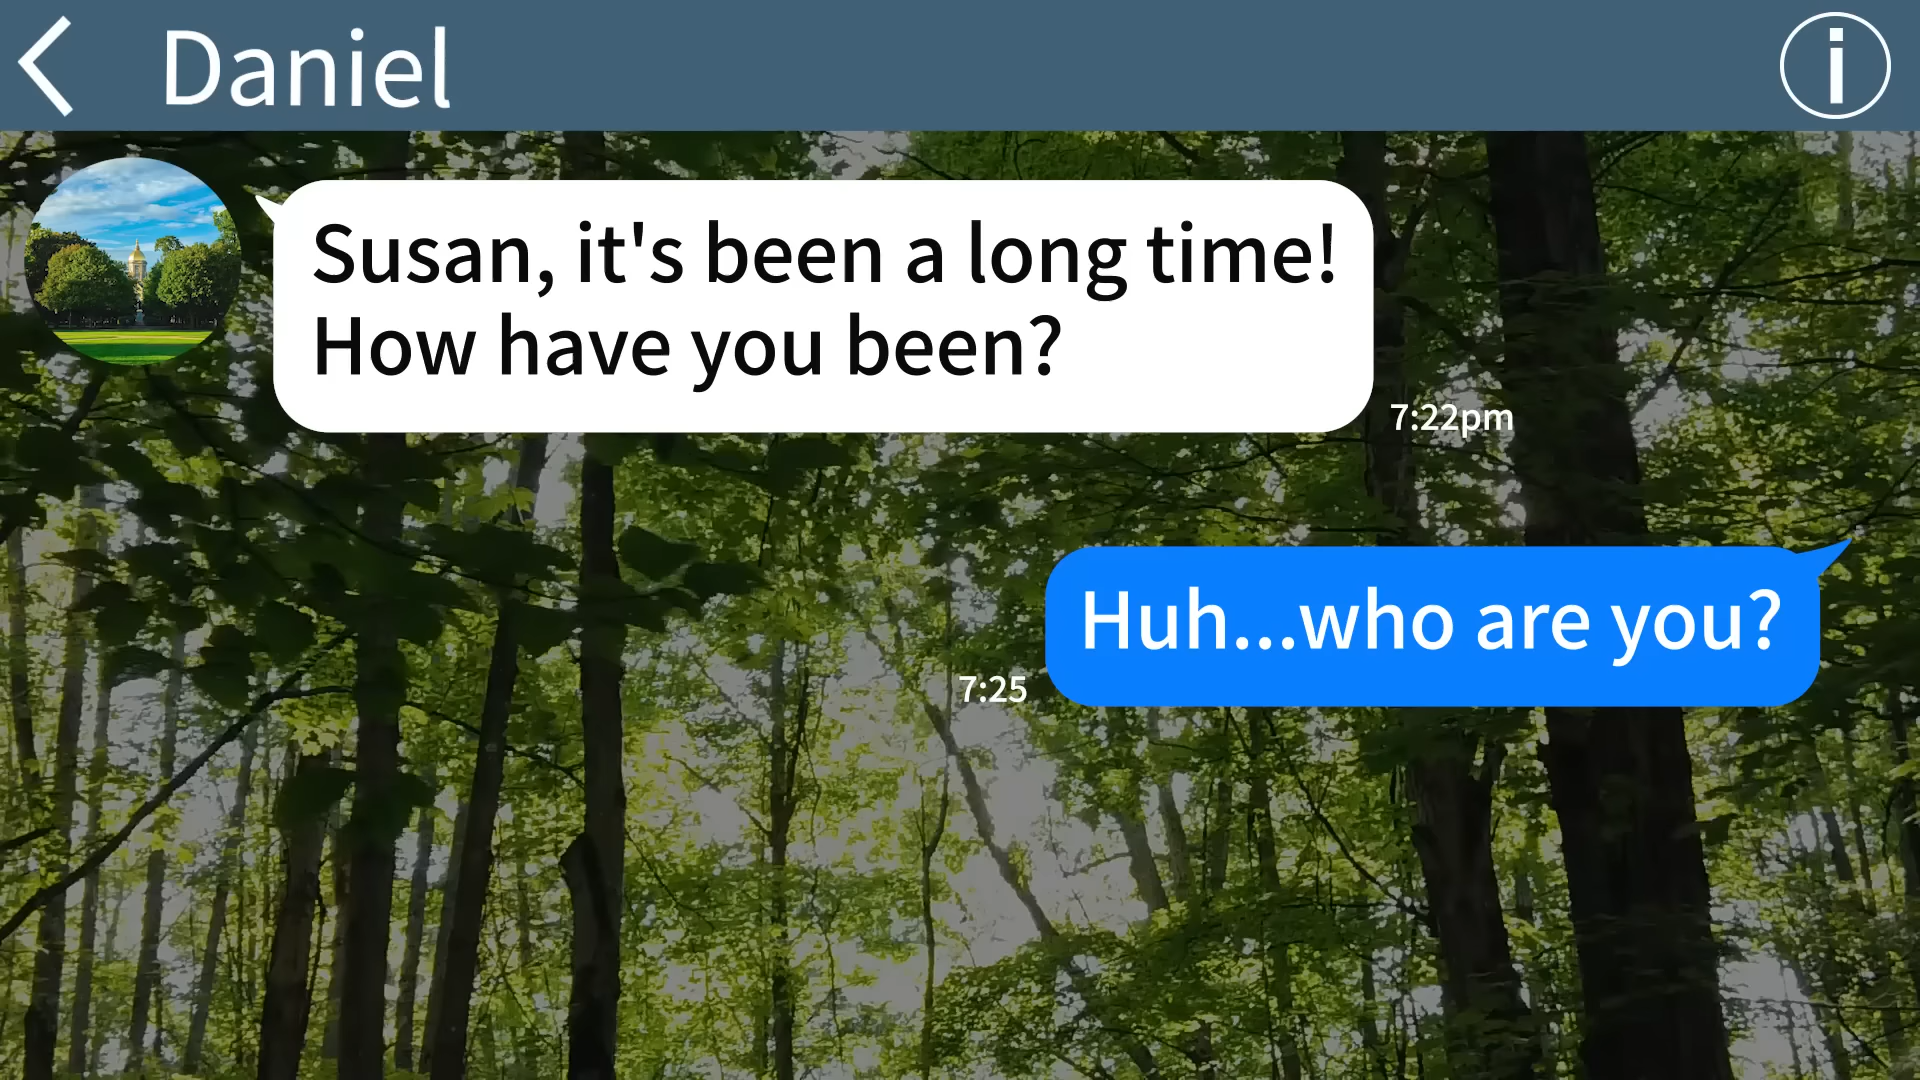 Daniel
Susan, it's been a long time!
How have you been?
7:22pm
Huh...who are you?
7:25